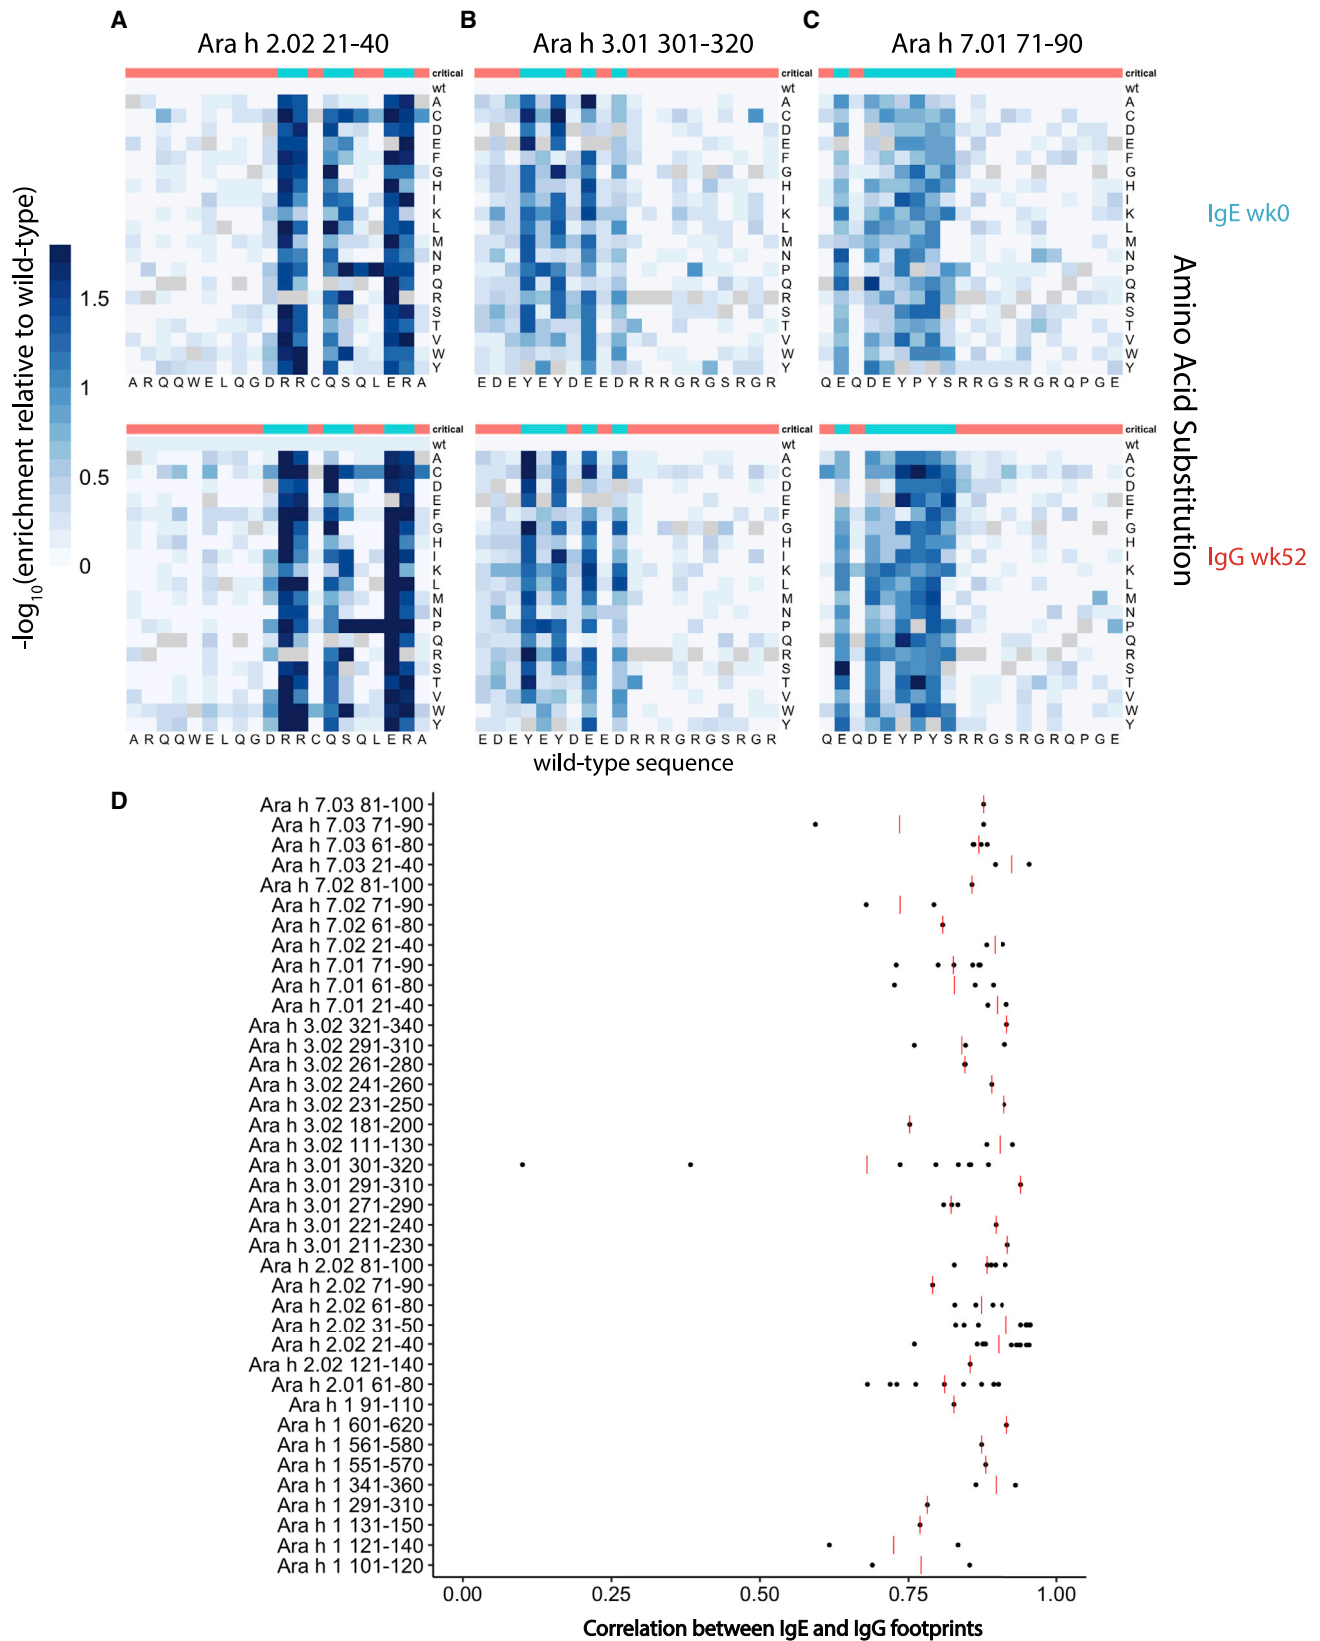 A
Ara h 2.02 21-40
B
Ara h 3.01 301-320
C
Ara h 7.01 71-90
critical
wt
A
C
D
E
F
G
H
I
K
L
M
N
P
Q
R
S
T
V
W
Y
A R Q Q W E L Q G D R R C Q S Q L E R A
critical
wt
A
C
D
E
F
G
H
I
K
L
M
N
P
Q
R
S
T
V
W
Y
E D E Y E Y D E E D R R R G R G S R G R
critical
wt
A
C
D
E
F
G
H
I
K
L
M
N
P
Q
R
S
T
V
W
Y
Q E Q D E Y P Y S R R G S R G R Q P G E
IgE wk0
-log10(enrichment relative to wild-type)
1.5
1
0.5
0
Amino Acid Substitution
critical
wt
A
C
D
E
F
G
H
I
K
L
M
N
P
Q
R
S
T
V
W
Y
A R Q Q W E L Q G D R R C Q S Q L E R A
critical
wt
A
C
D
E
F
G
H
I
K
L
M
N
P
Q
R
S
T
V
W
Y
E D E Y E Y D E E D R R R G R G S R G R
critical
wt
A
C
D
E
F
G
H
I
K
L
M
N
P
Q
R
S
T
V
W
Y
Q E Q D E Y P Y S R R G S R G R Q P G E
IgG wk52
wild-type sequence
D
Ara h 7.03 81-100
Ara h 7.03 71-90
Ara h 7.03 61-80
Ara h 7.03 21-40
Ara h 7.02 81-100
Ara h 7.02 71-90
Ara h 7.02 61-80
Ara h 7.02 21-40
Ara h 7.01 71-90
Ara h 7.01 61-80
Ara h 7.01 21-40
Ara h 3.02 321-340
Ara h 3.02 291-310
Ara h 3.02 261-280
Ara h 3.02 241-260
Ara h 3.02 231-250
Ara h 3.02 181-200
Ara h 3.02 111-130
Ara h 3.01 301-320
Ara h 3.01 291-310
Ara h 3.01 271-290
Ara h 3.01 221-240
Ara h 3.01 211-230
Ara h 2.02 81-100
Ara h 2.02 71-90
Ara h 2.02 61-80
Ara h 2.02 31-50
Ara h 2.02 21-40
Ara h 2.02 121-140
Ara h 2.01 61-80
Ara h 1 91-110
Ara h 1 601-620
Ara h 1 561-580
Ara h 1 551-570
Ara h 1 341-360
Ara h 1 291-310
Ara h 1 131-150
Ara h 1 121-140
Ara h 1 101-120
0.00 0.25 0.50 0.75 1.00
Correlation between IgE and IgG footprints